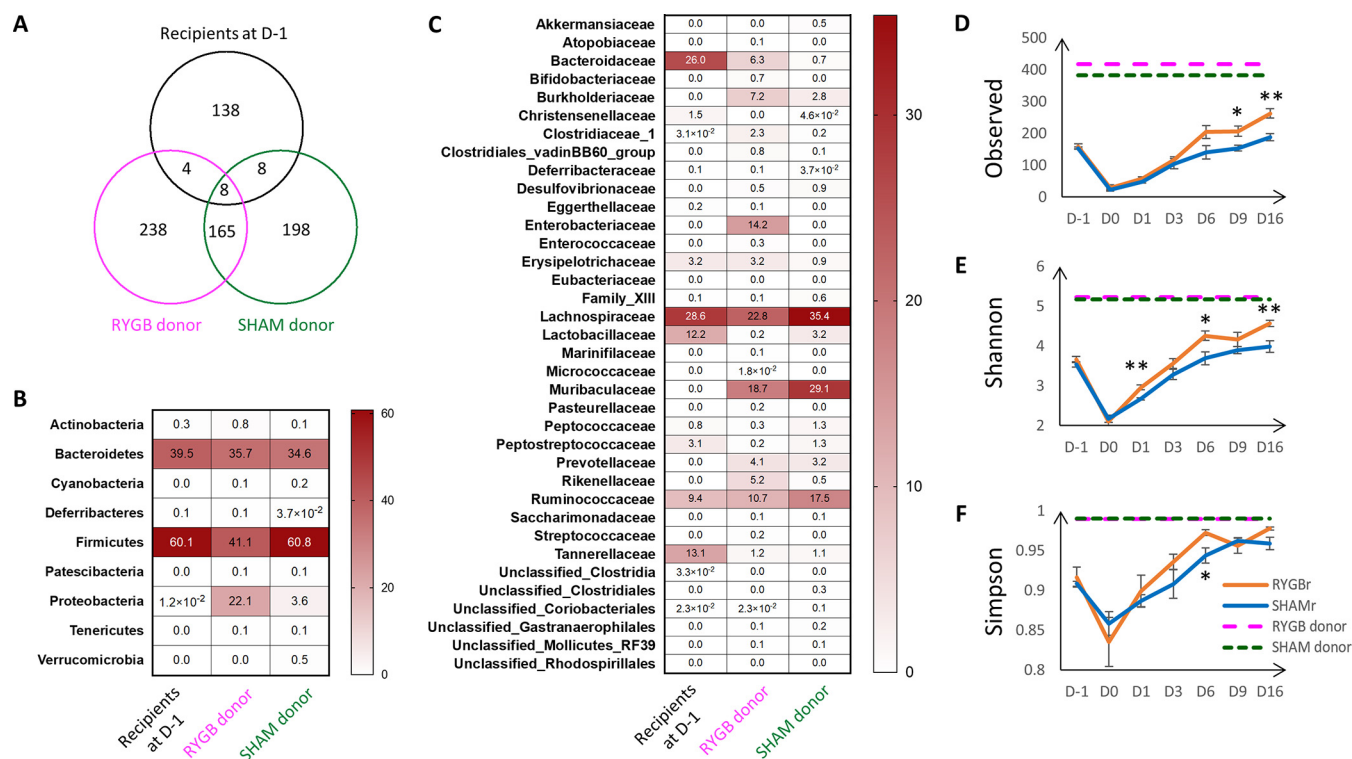 A
Recipients at D-1
138
4
8
8
238
165
198
RYGB donor
SHAM donor
B
Actinobacteria 0.3 0.8 0.1
Bacteroidetes 39.5 35.7 34.6
Cyanobacteria 0.0 0.1 0.2
Deferribacteres 0.1 0.1 3.7×10-2
Firmicutes 60.1 41.1 60.8
Patescibacteria 0.0 0.1 0.1
Proteobacteria 1.2×10-2 22.1 3.6
Tenericutes 0.0 0.1 0.1
Verrucomicrobia 0.0 0.0 0.5
60
40
20
0
Recipients
at D-1
RYGB donor
SHAM donor
C
Akkermansiaceae 0.0 0.0 0.5
Atopobiaceae 0.0 0.1 0.0
Bacteroidaceae 26.0 6.3 0.7
Bifidobacteriaceae 0.0 0.7 0.0
Burkholderiaceae 0.0 7.2 2.8
Christensenellaceae 1.5 0.0 4.6×10-2
Clostridiaceae_1 3.1×10-2 2.3 0.2
Clostridiales_vadinBB60_group 0.0 0.8 0.1
Deferribacteraceae 0.1 0.1 3.7×10-2
Desulfovibrionaceae 0.0 0.5 0.9
Eggerthellaceae 0.2 0.1 0.0
Enterobacteriaceae 0.0 14.2 0.0
Enterococcaceae 0.0 0.3 0.0
Erysipelotrichaceae 3.2 3.2 0.9
Eubacteriaceae 0.0 0.0 0.0
Family_XIII 0.1 0.1 0.6
Lachnospiraceae 28.6 22.8 35.4
Lactobacillaceae 12.2 0.2 3.2
Marinifilaceae 0.0 0.1 0.0
Micrococcaceae 0.0 1.8×10-2 0.0
Muribaculaceae 0.0 18.7 29.1
Pasteurellaceae 0.0 0.2 0.0
Peptococcaceae 0.8 0.3 1.3
Peptostreptococcaceae 3.1 0.2 1.3
Prevotellaceae 0.0 4.1 3.2
Rikenellaceae 0.0 5.2 0.5
Ruminococcaceae 9.4 10.7 17.5
Saccharimonadaceae 0.0 0.1 0.1
Streptococcaceae 0.0 0.2 0.0
Tannerellaceae 13.1 1.2 1.1
Unclassified_Clostridia 3.3×10-2 0.0 0.0
Unclassified_Clostridiales 0.0 0.0 0.3
Unclassified_Coriobacteriales 2.3×10-2 2.3×10-2 0.1
Unclassified_Gastranaerophilales 0.0 0.1 0.2
Unclassified_Mollicutes_RF39 0.0 0.1 0.1
Unclassified_Rhodospirillales 0.0 0.0 0.0
30
20
10
0
Recipients
at D-1
RYGB donor
SHAM donor
D
Observed
500
400
300
200
100
0
* **
D-1 D0 D1 D3 D6 D9 D16
E
Shannon
6
5
4
3
2
** * **
D-1 D0 D1 D3 D6 D9 D16
F
Simpson
1
0.95
0.9
0.85
0.8
*
RYGBr
SHAMr
RYGB donor
SHAM donor
D-1 D0 D1 D3 D6 D9 D16